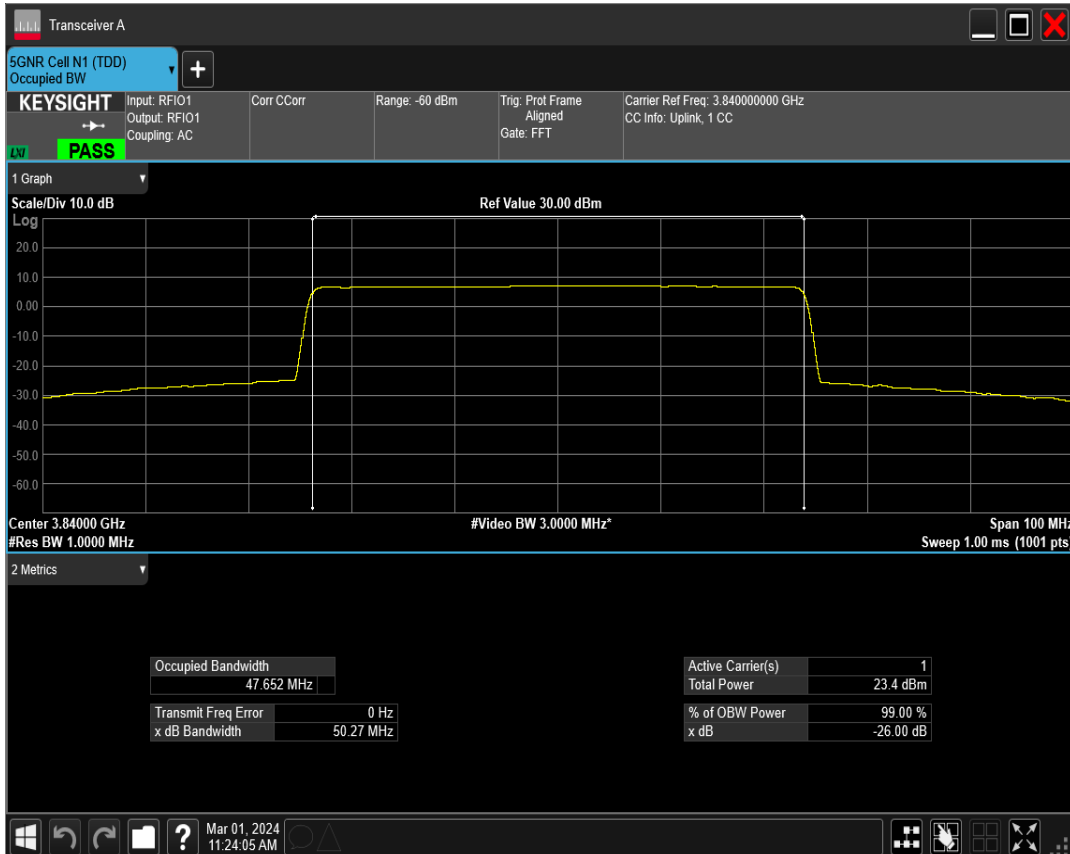 Transceiver A
5GNR Cell N1 (TDD)
Occupied BW
+
KEYSIGHT
LXI
PASS
Input: RFIO1
Output: RFIO1
Coupling: AC
Corr CCorr
Range: -60 dBm
Trig: Prot Frame
Aligned
Gate: FFT
Carrier Ref Freq: 3.840000000 GHz
CC Info: Uplink, 1 CC
1 Graph
Scale/Div 10.0 dB
Ref Value 30.00 dBm
Log
20.0
10.0
0.00
-10.0
-20.0
-30.0
-40.0
-50.0
-60.0
Center 3.84000 GHz
#Video BW 3.0000 MHz*
Span 100 MHz
#Res BW 1.0000 MHz
Sweep 1.00 ms (1001 pts)
2 Metrics
Occupied Bandwidth
47.652 MHz
Transmit Freq Error 0 Hz
x dB Bandwidth 50.27 MHz
Active Carrier(s) 1
Total Power 23.4 dBm
% of OBW Power 99.00 %
x dB -26.00 dB
?
Mar 01, 2024
11:24:05 AM